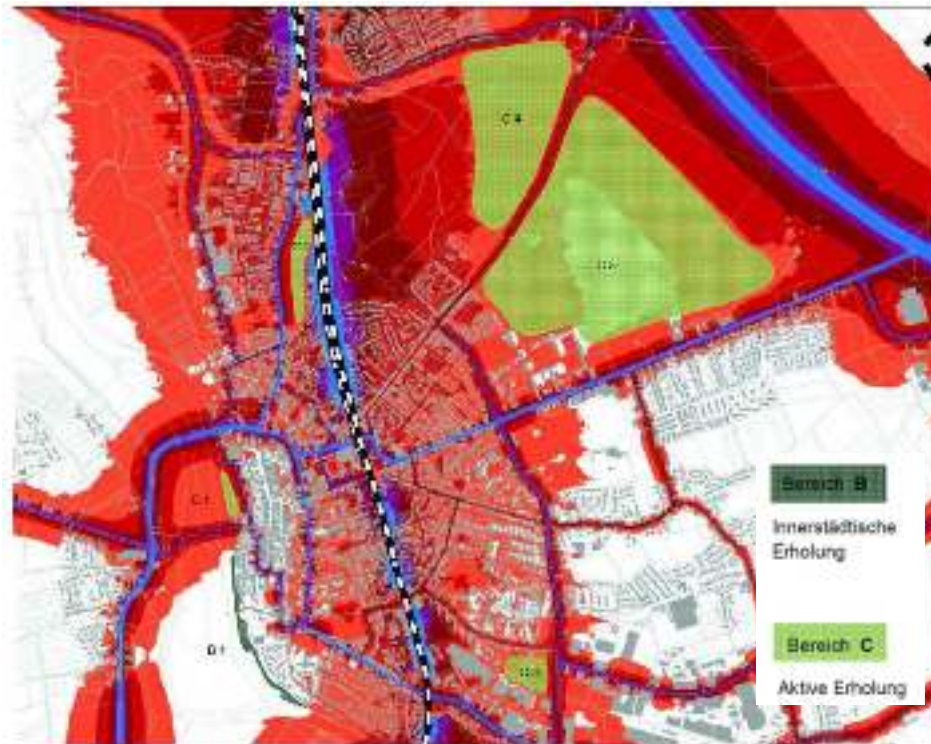 C 4
C 1
B 1
Bereich B
Innerstädtische
Erholung
Bereich C
Aktive Erholung